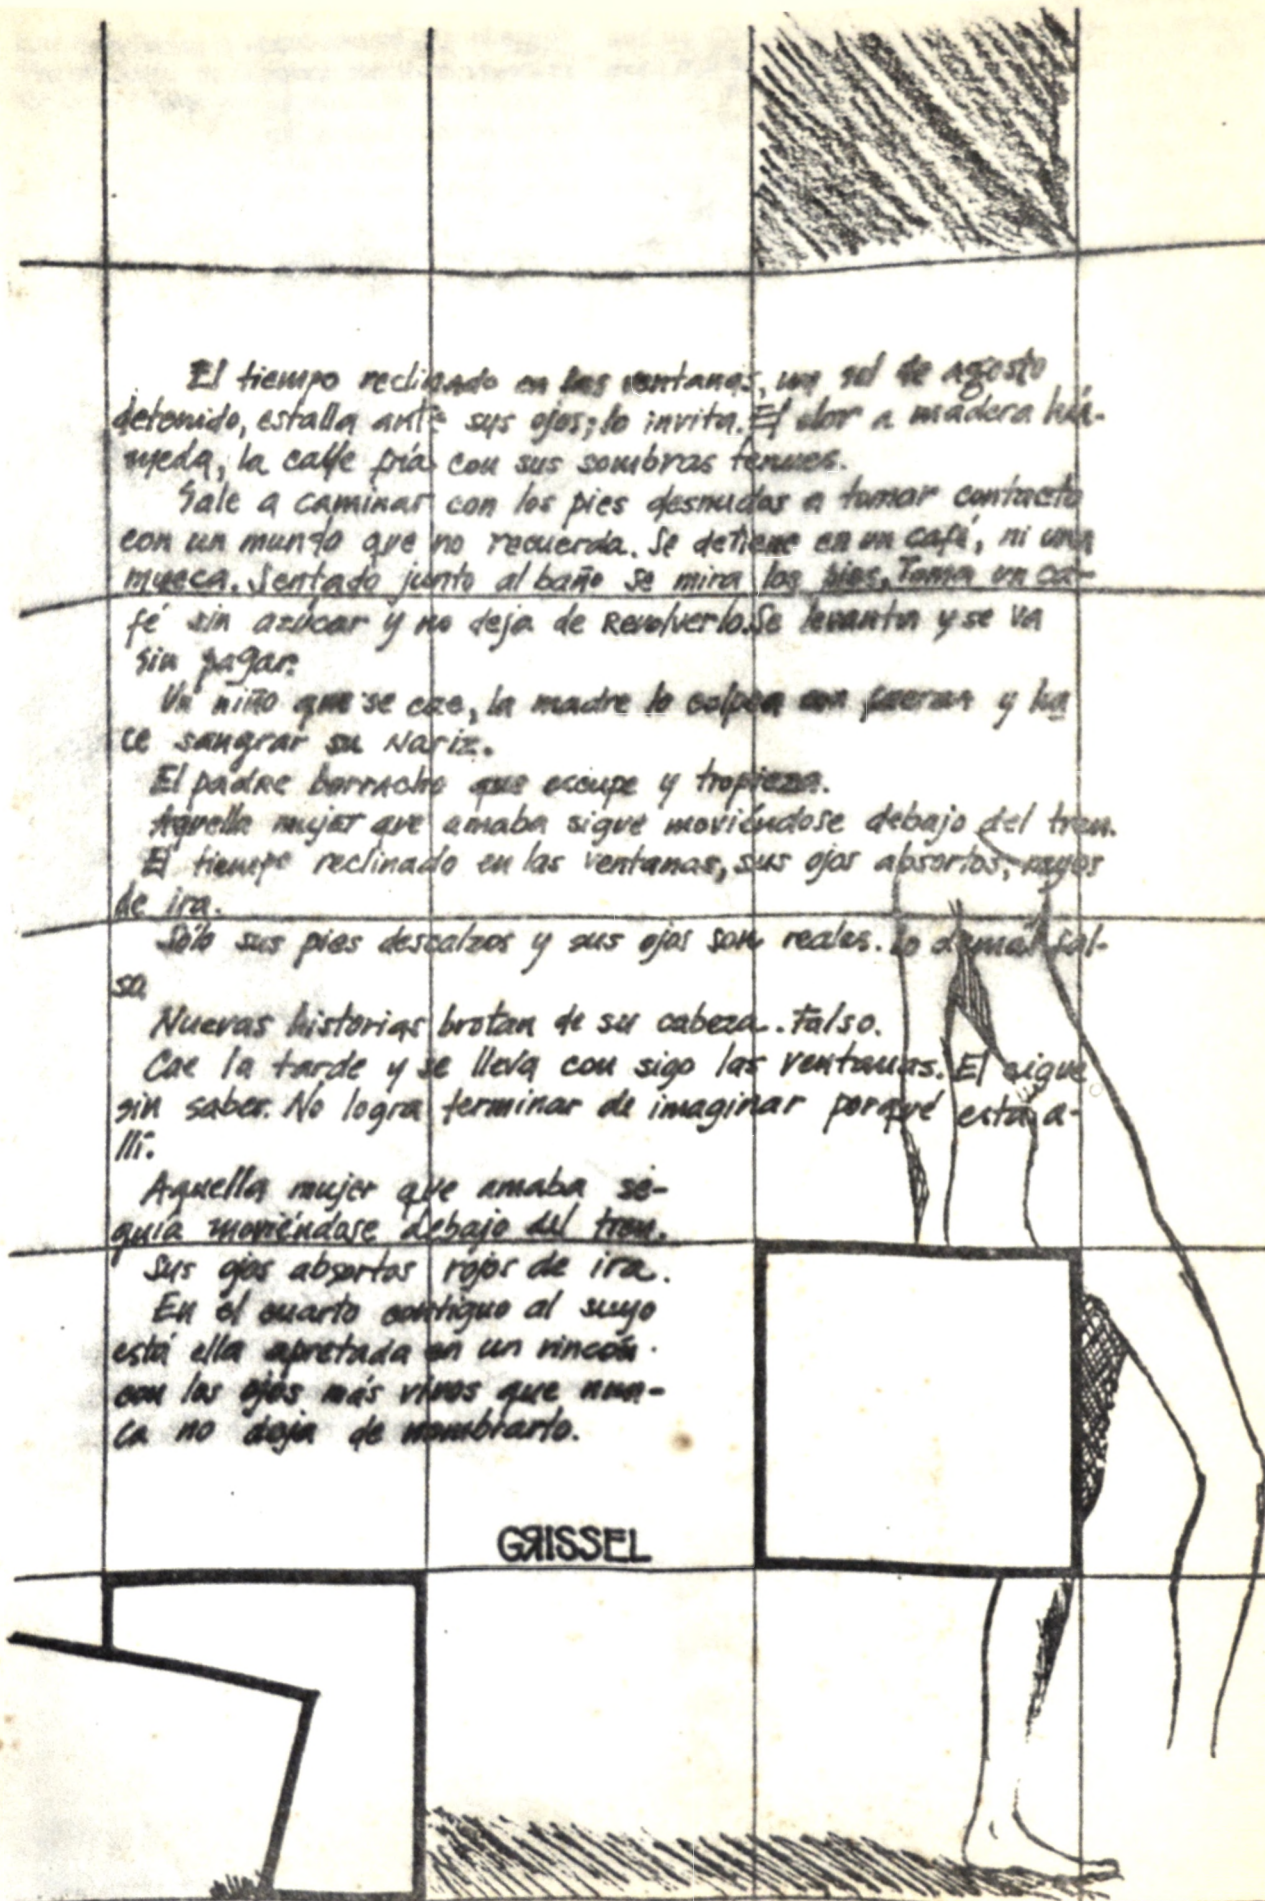 El tiempo reclinado en las ventanas, un sol de agosto
detenido, estalla ante sus ojos; lo invita. El olor a madera hú-
meda, la calle fría con sus sombras tenues.
Sale a caminar con los pies desnudos a tomar contacto
con un mundo que no recuerda. Se detiene en un café, ni una
mueca. Sentado junto al baño se mira los pies. Toma un ca-
fé sin azúcar y no deja de Revolverlo. Se levanta y se va
sin pagar.
Un niño que se cae, la madre lo golpea con fuerza y ha
ce sangrar su Nariz.
El padre borracho que escupe y tropieza.
Aquella mujer que amaba sigue moviéndose debajo del tren.
El tiempo reclinado en las ventanas, sus ojos absortos, rayos
de ira.
Sólo sus pies descalzos y sus ojos son reales. Lo demás fal-
sa
Nuevas historias brotan de su cabeza. Falso.
Cae la tarde y se lleva con sigo las ventanas. El sigue
sin saber. No logra terminar de imaginar porqué está a-
llí.
Aquella mujer que amaba se-
guía moviéndose debajo del tren.
Sus ojos absortos rojos de ira.
En el cuarto contiguo al suyo
está ella apretada en un rincón
con los ojos más vivos que nun-
ca no deja de nombrarlo.
GRISSEL